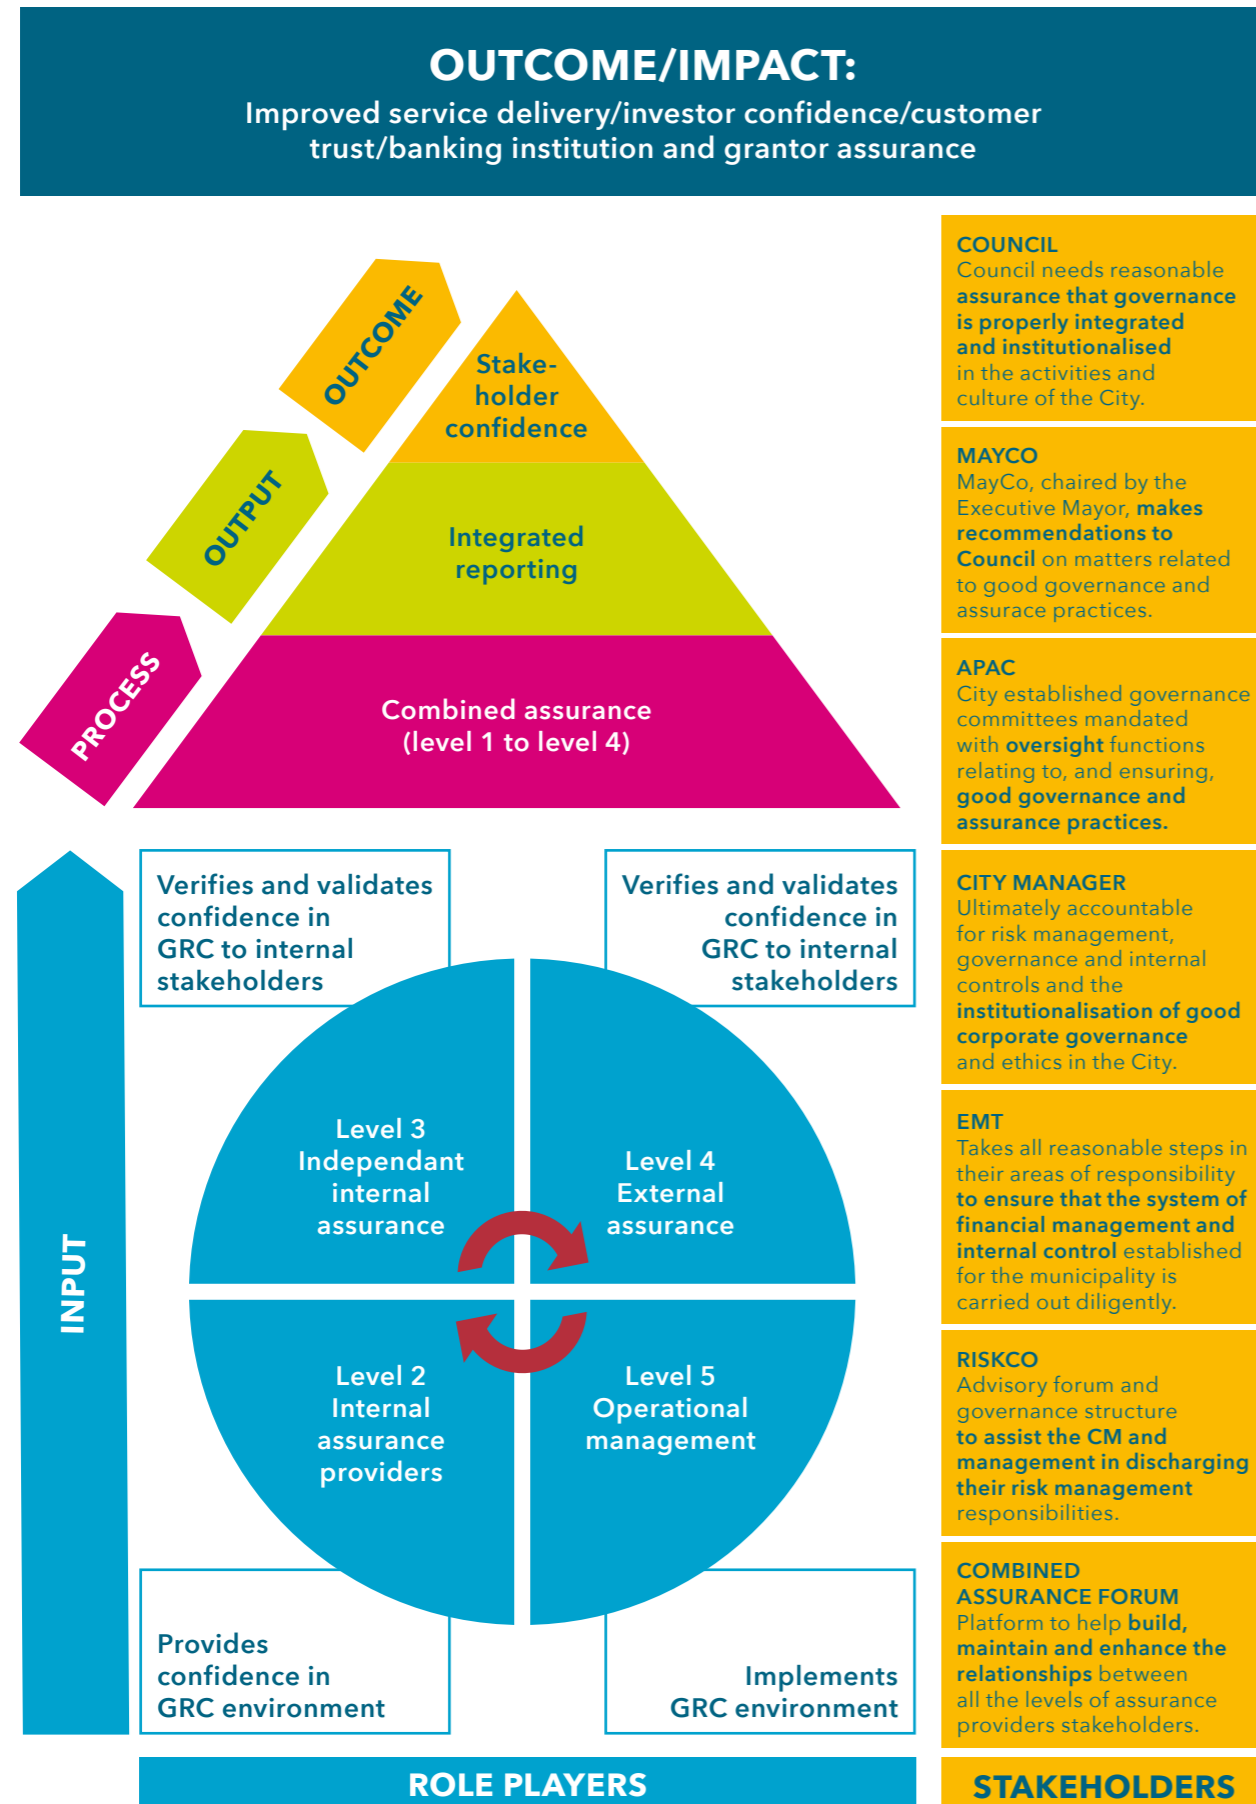 OUTCOME/IMPACT:
Improved service delivery/investor confidence/customer
trust/banking institution and grantor assurance
OUTCOME
OUTPUT
PROCESS
Stake-
holder
confidence
Integrated
reporting
Combined assurance
(level 1 to level 4)
INPUT
Verifies and validates
confidence in
GRC to internal
stakeholders
Verifies and validates
confidence in
GRC to internal
stakeholders
Level 3
Independant
internal
assurance
Level 4
External
assurance
Level 2
Internal
assurance
providers
Level 5
Operational
management
Provides
confidence in
GRC environment
Implements
GRC environment
ROLE PLAYERS
COUNCIL
Council needs reasonable
assurance that governance
is properly integrated
and institutionalised
in the activities and
culture of the City.
MAYCO
MayCo, chaired by the
Executive Mayor, makes
recommendations to
Council on matters related
to good governance and
assurace practices.
APAC
City established governance
committees mandated
with oversight functions
relating to, and ensuring,
good governance and
assurance practices.
CITY MANAGER
Ultimately accountable
for risk management,
governance and internal
controls and the
institutionalisation of good
corporate governance
and ethics in the City.
EMT
Takes all reasonable steps in
their areas of responsibility
to ensure that the system of
financial management and
internal control established
for the municipality is
carried out diligently.
RISKCO
Advisory forum and
governance structure
to assist the CM and
management in discharging
their risk management
responsibilities.
COMBINED
ASSURANCE FORUM
Platform to help build,
maintain and enhance the
relationships between
all the levels of assurance
providers stakeholders.
STAKEHOLDERS